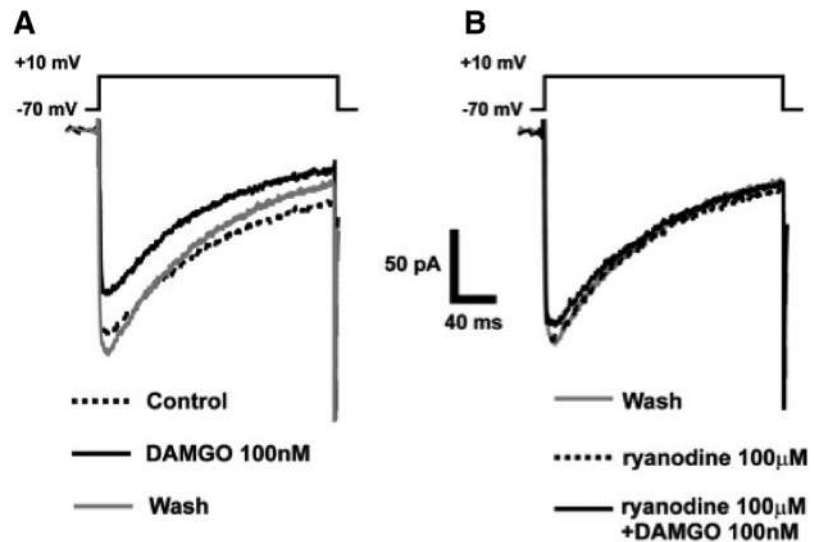 A
+10 mV
-70 mV
Control
DAMGO 100nM
Wash
50 pA
40 ms
B
+10 mV
-70 mV
Wash
ryanodine 100μM
ryanodine 100μM
+DAMGO 100nM